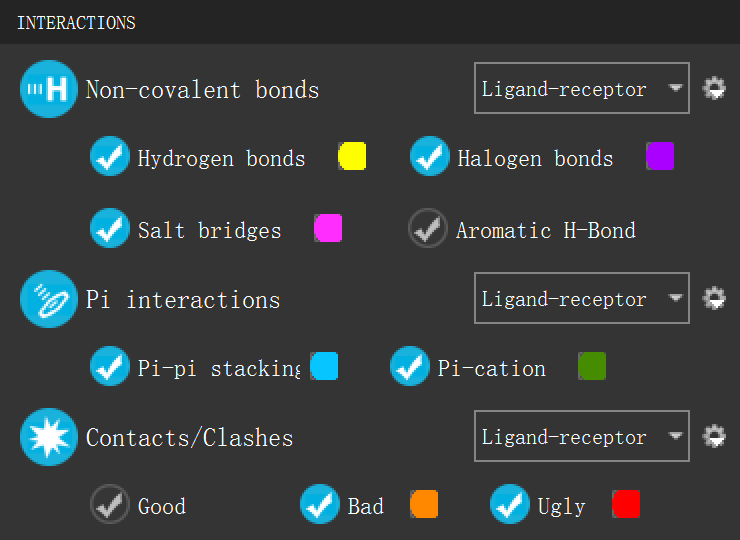 INTERACTIONS
H Non-covalent bonds Ligand-receptor
Hydrogen bonds Halogen bonds
Salt bridges Aromatic H-Bond
Pi interactions Ligand-receptor
Pi-pi stacking Pi-cation
Contacts/Clashes Ligand-receptor
Good Bad Ugly